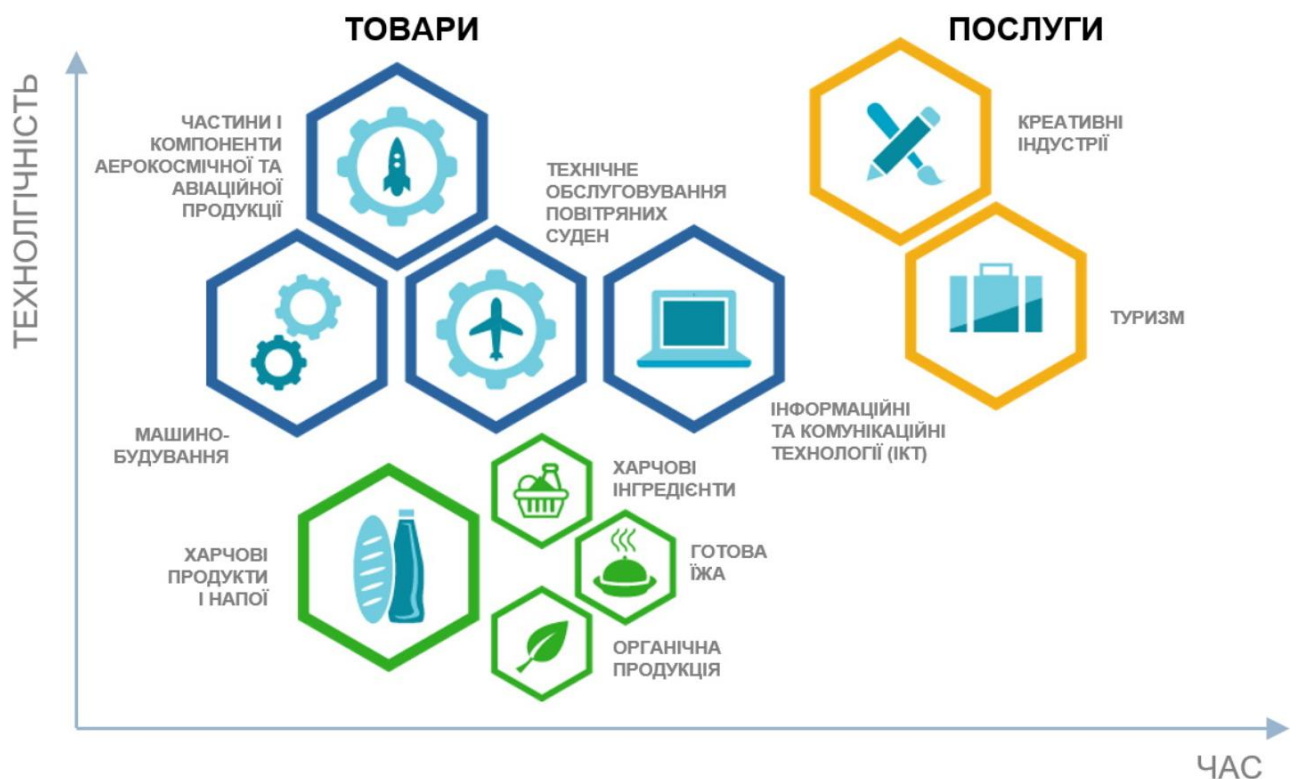 ТОВАРИ
ПОСЛУГИ
ТЕХНОЛГІЧНІСТЬ
ЧАСТИНИ І
КОМПОНЕНТИ
АЕРОКОСМІЧНОЇ ТА
АВІАЦІЙНОЇ
ПРОДУКЦІЇ
ТЕХНІЧНЕ
ОБСЛУГОВУВАННЯ
ПОВІТРЯНИХ
СУДЕН
КРЕАТИВНІ
ІНДУСТРІЇ
ТУРИЗМ
МАШИНО-
БУДУВАННЯ
ІНФОРМАЦІЙНІ
ТА КОМУНІКАЦІЙНІ
ТЕХНОЛОГІЇ (ІКТ)
ХАРЧОВІ
ІНГРЕДІЄНТИ
ХАРЧОВІ
ПРОДУКТИ
І НАПОЇ
ГОТОВА
ЇЖА
ОРГАНІЧНА
ПРОДУКЦІЯ
ЧАС